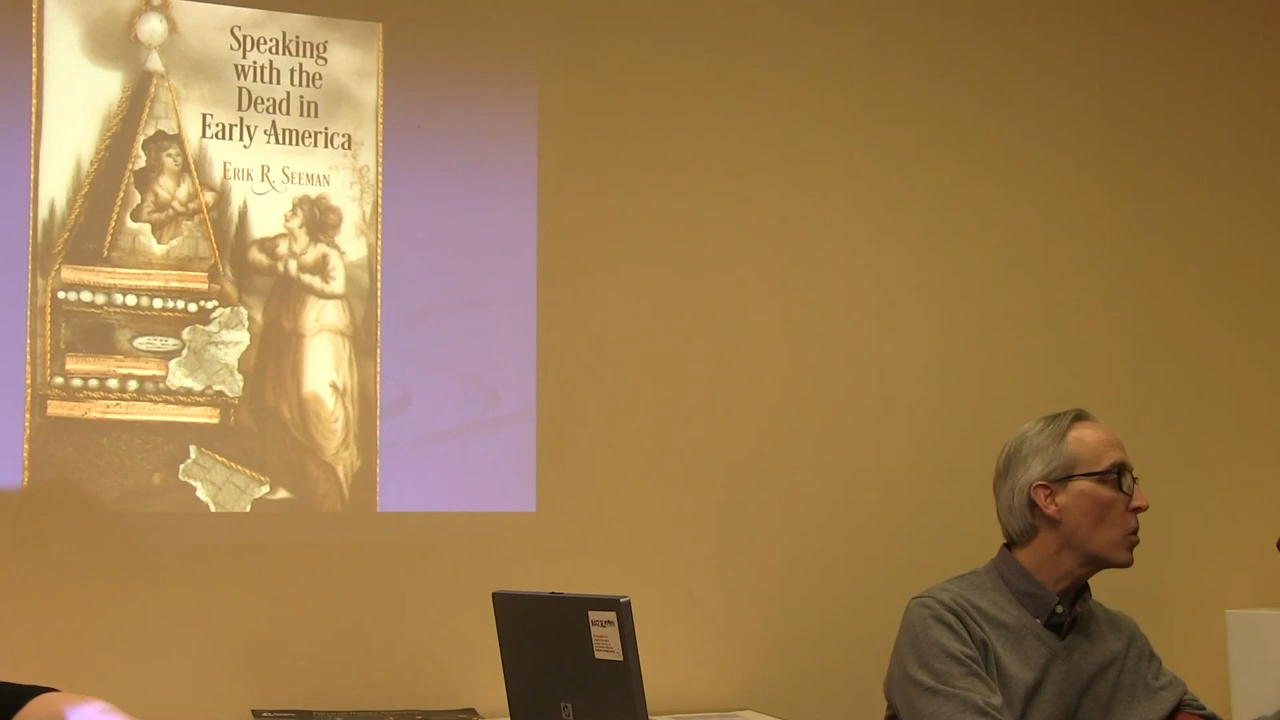 Speaking
with the
Dead in
Early America
ERIK R. SEEMAN